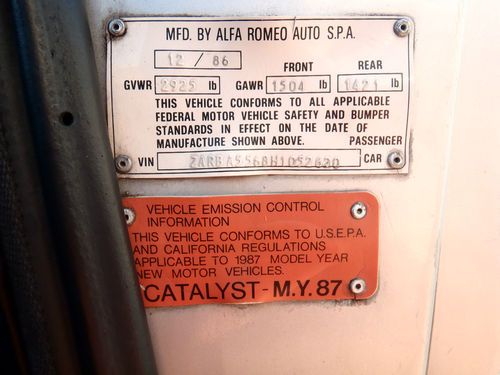 MFD. BY ALFA ROMEO AUTO S.P.A.
12 / 86 FRONT REAR
GVWR 2925 lb GAWR 1504 lb 1421 lb
THIS VEHICLE CONFORMS TO ALL APPLICABLE
FEDERAL MOTOR VEHICLE SAFETY AND BUMPER
STANDARDS IN EFFECT ON THE DATE OF
MANUFACTURE SHOWN ABOVE. PASSENGER
VIN CAR
VEHICLE EMISSION CONTROL
INFORMATION
THIS VEHICLE CONFORMS TO U.S.E.P.A.
AND CALIFORNIA REGULATIONS
APPLICABLE TO 1987 MODEL YEAR
NEW MOTOR VEHICLES.
CATALYST-M.Y.87